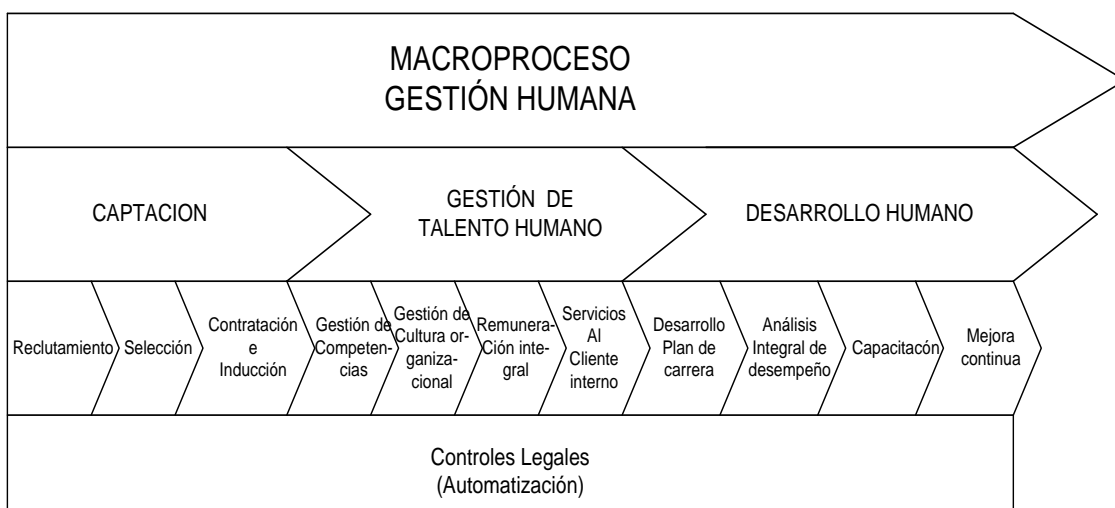 MACROPROCESO
GESTIÓN HUMANA
CAPTACION
GESTIÓN DE
TALENTO HUMANO
DESARROLLO HUMANO
Reclutamiento
Selección
Contratación
e
Inducción
Gestión de
Competen-
cias
Gestión de
Cultura or-
ganiza-
cional
Remunera-
Ción inte-
gral
Servicios
Al
Cliente
interno
Desarrollo
Plan de
carrera
Análisis
Integral de
desempeño
Capacitacón
Mejora
continua
Controles Legales
(Automatización)